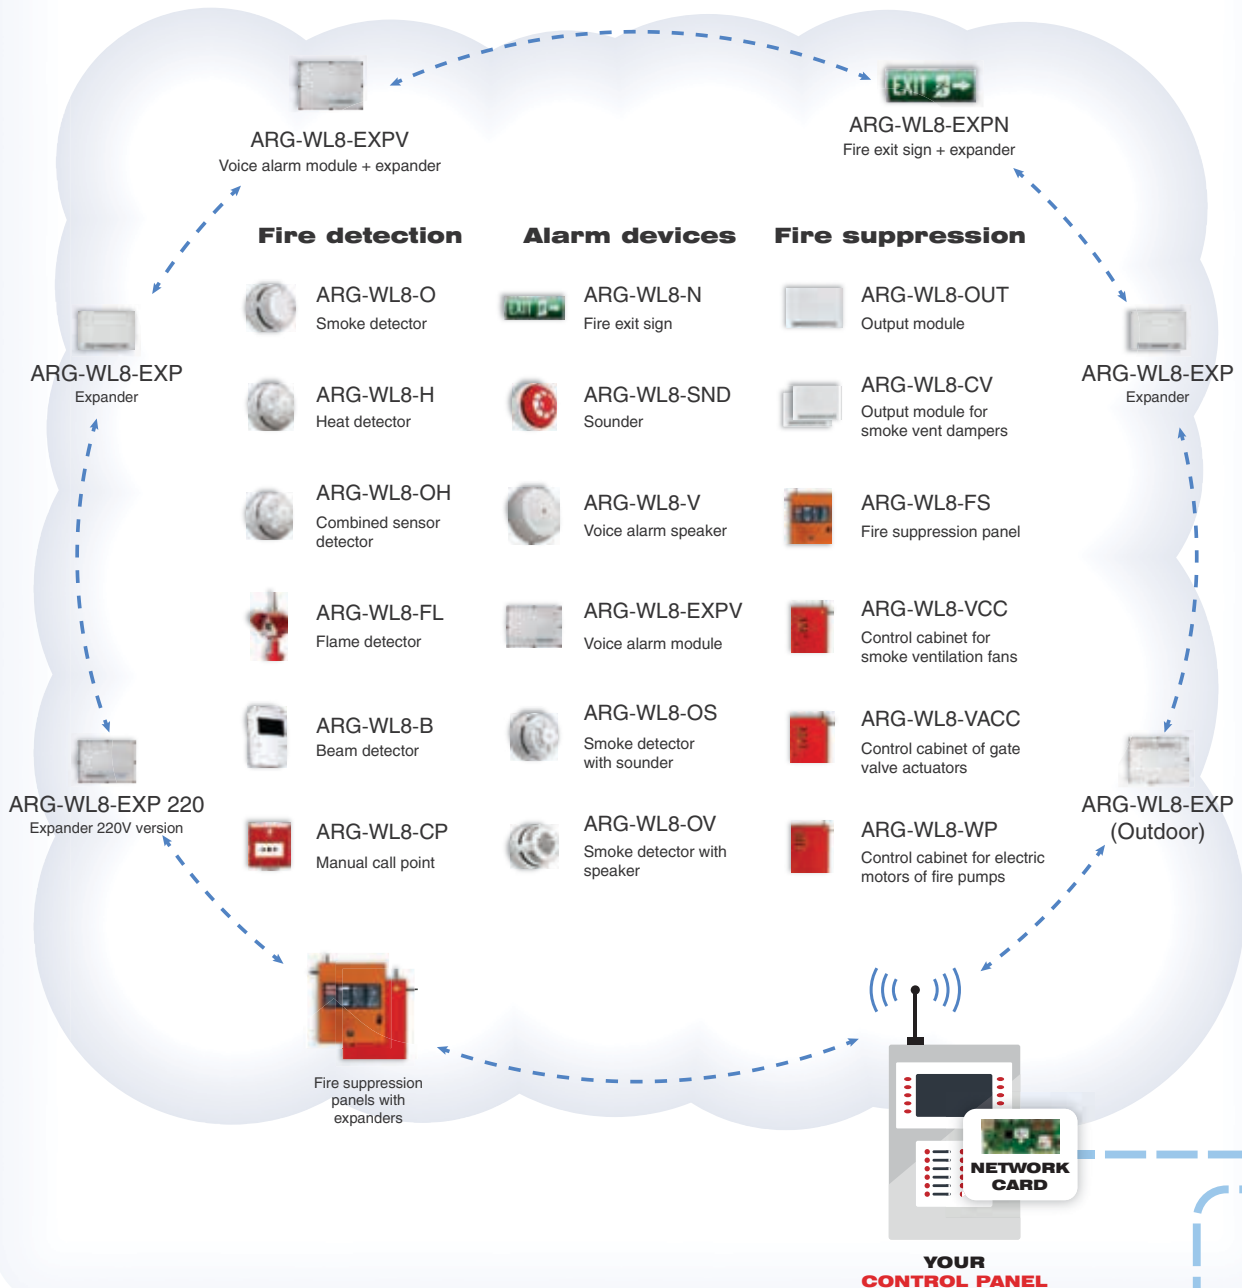 EXIT
ARG-WL8-EXPV
Voice alarm module + expander
ARG-WL8-EXPN
Fire exit sign + expander
Fire detection
Alarm devices
Fire suppression
ARG-WL8-O
Smoke detector
EXIT
ARG-WL8-N
Fire exit sign
ARG-WL8-OUT
Output module
ARG-WL8-EXP
Expander
ARG-WL8-H
Heat detector
ARG-WL8-SND
Sounder
ARG-WL8-CV
Output module for
smoke vent dampers
ARG-WL8-EXP
Expander
ARG-WL8-OH
Combined sensor
detector
ARG-WL8-V
Voice alarm speaker
ARG-WL8-FS
Fire suppression panel
ARG-WL8-FL
Flame detector
ARG-WL8-EXPV
Voice alarm module
ARG-WL8-VCC
Control cabinet for
smoke ventilation fans
ARG-WL8-B
Beam detector
ARG-WL8-OS
Smoke detector
with sounder
ARG-WL8-VACC
Control cabinet of gate
valve actuators
ARG-WL8-EXP 220
Expander 220V version
ARG-WL8-CP
Manual call point
ARG-WL8-OV
Smoke detector with
speaker
ARG-WL8-WP
Control cabinet for electric
motors of fire pumps
ARG-WL8-EXP
(Outdoor)
Fire suppression
panels with
expanders
NETWORK
CARD
YOUR
CONTROL PANEL